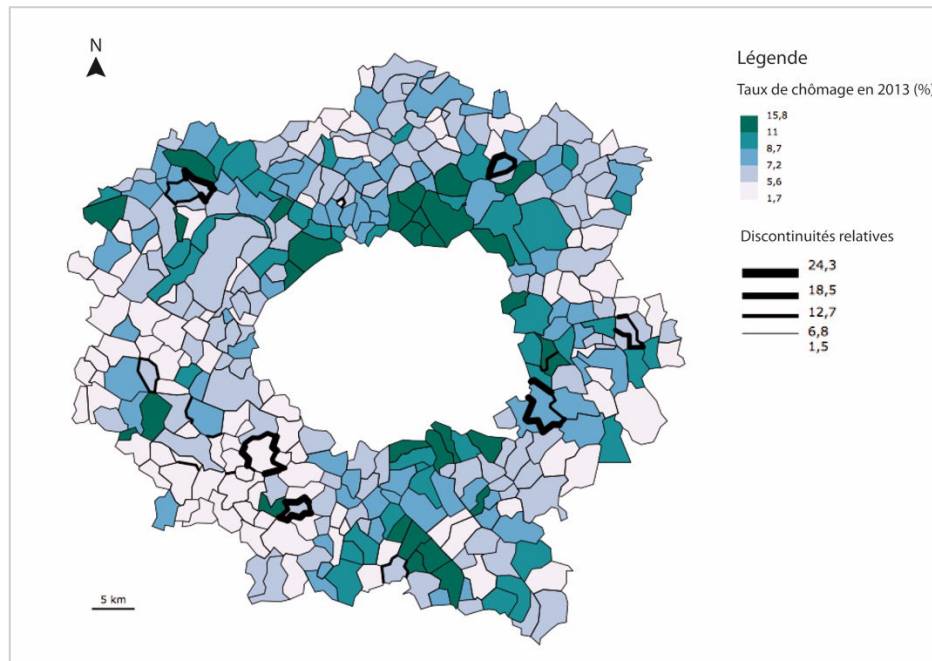 N
Légende
Taux de chômage en 2013 (%)
15,8
11
8,7
7,2
5,6
1,7
Discontinuités relatives
24,3
18,5
12,7
6,8
1,5
5 km